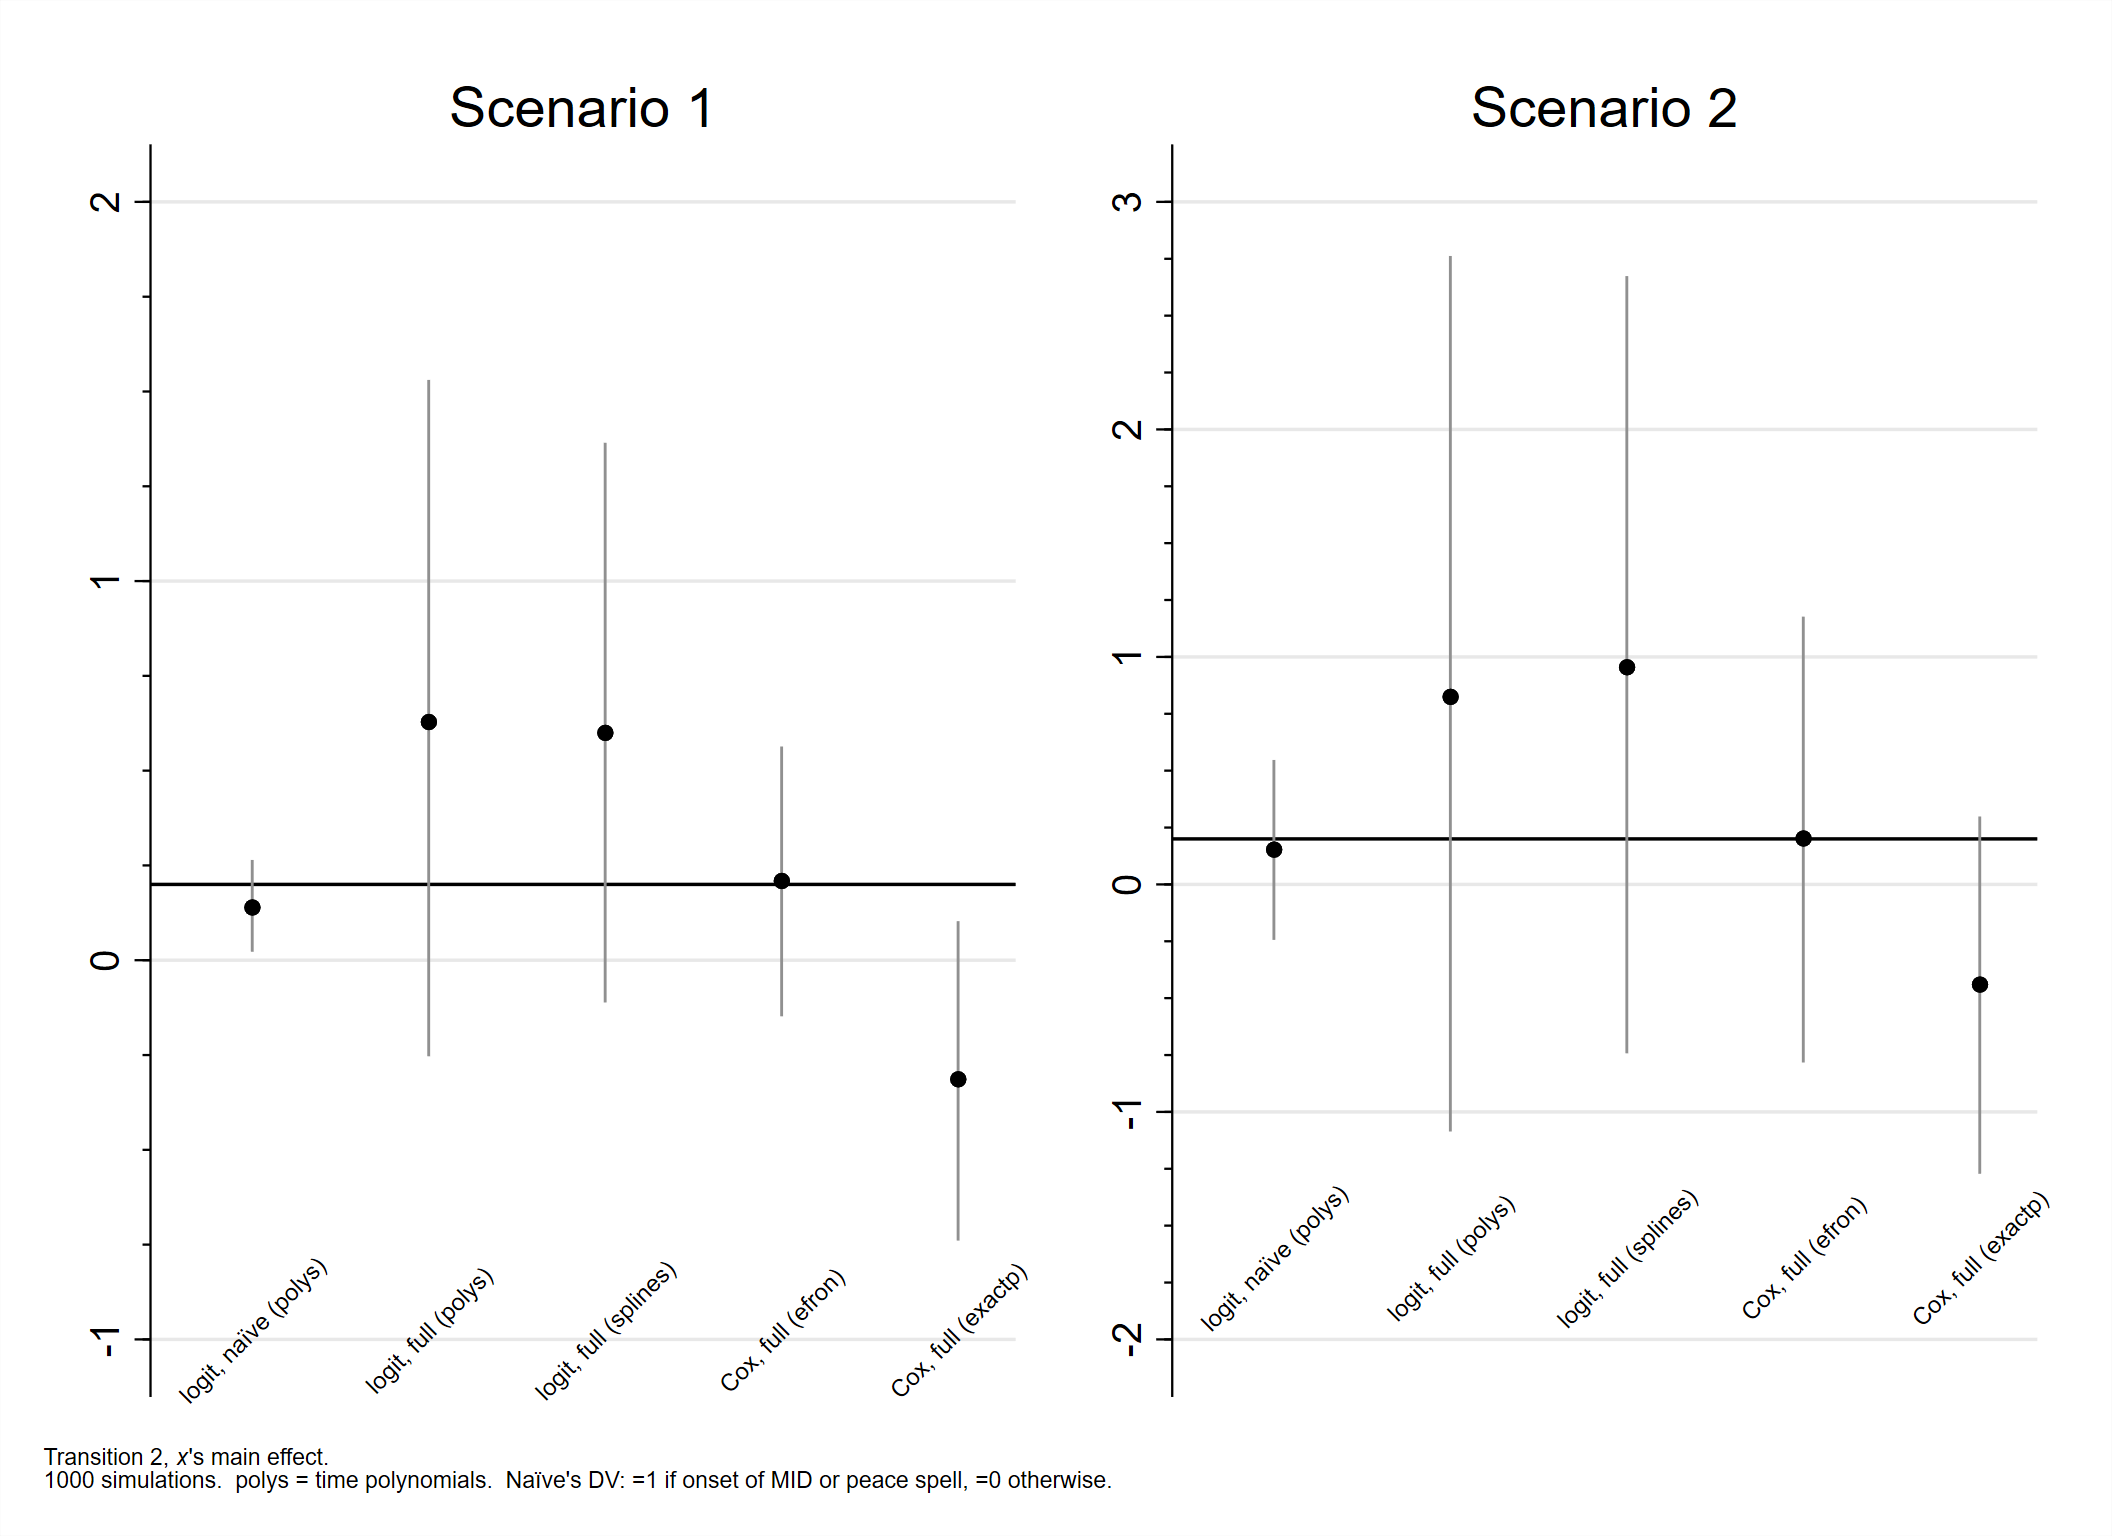 Scenario 1
2
1
0
-1
logit, naïve (polys)
logit, full (polys)
logit, full (splines)
Cox, full (efron)
Cox, full (exactp)
Scenario 2
3
2
1
0
-1
-2
logit, naïve (polys)
logit, full (polys)
logit, full (splines)
Cox, full (efron)
Cox, full (exactp)
Transition 2, x's main effect.
1000 simulations.  polys = time polynomials.  Naïve's DV: =1 if onset of MID or peace spell, =0 otherwise.